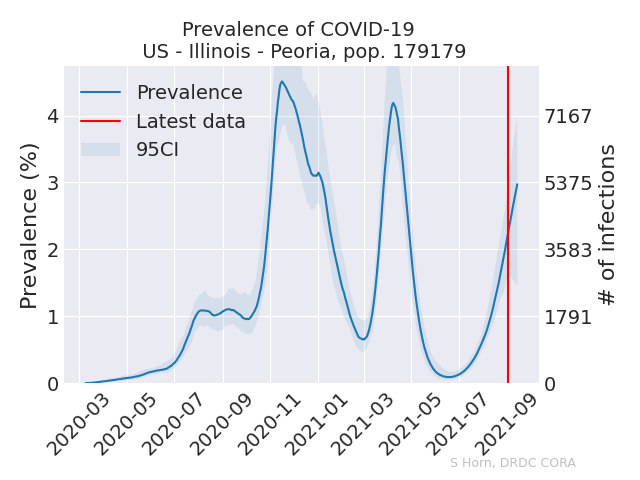 Prevalence of COVID-19
US - Illinois - Peoria, pop. 179179
Prevalence
Latest data
95CI
Prevalence (%)
4
3
2
1
0
7167
5375
3583
1791
0
# of infections
2020-03
2020-05
2020-07
2020-09
2020-11
2021-01
2021-03
2021-05
2021-07
2021-09
S Horn, DRDC CORA